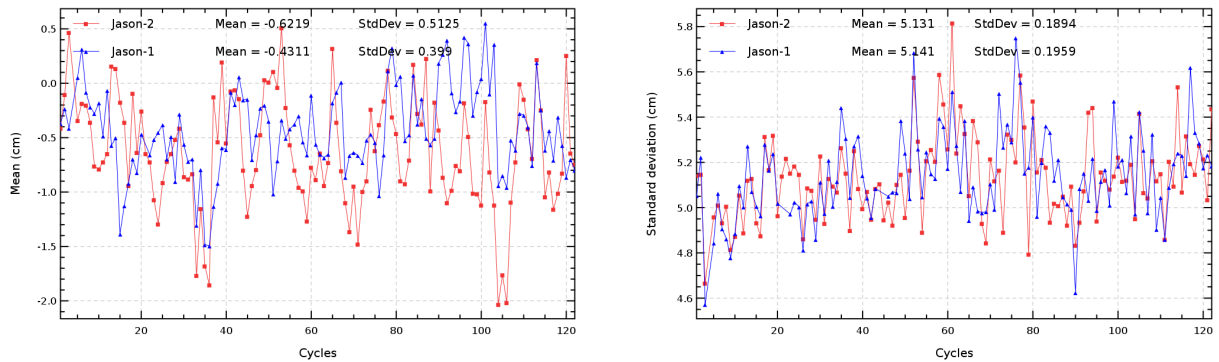 Jason-2 Mean = -0.6219 StdDev = 0.5125
Jason-1 Mean = -0.4311 StdDev = 0.399
0.5
0.0
-0.5
-1.0
-1.5
-2.0
Mean (cm)
20 40 60 80 100 120
Cycles
Jason-2 Mean = 5.131 StdDev = 0.1894
Jason-1 Mean = 5.141 StdDev = 0.1959
5.8
5.6
5.4
5.2
5.0
4.8
4.6
Standard deviation (cm)
20 40 60 80 100 120
Cycles